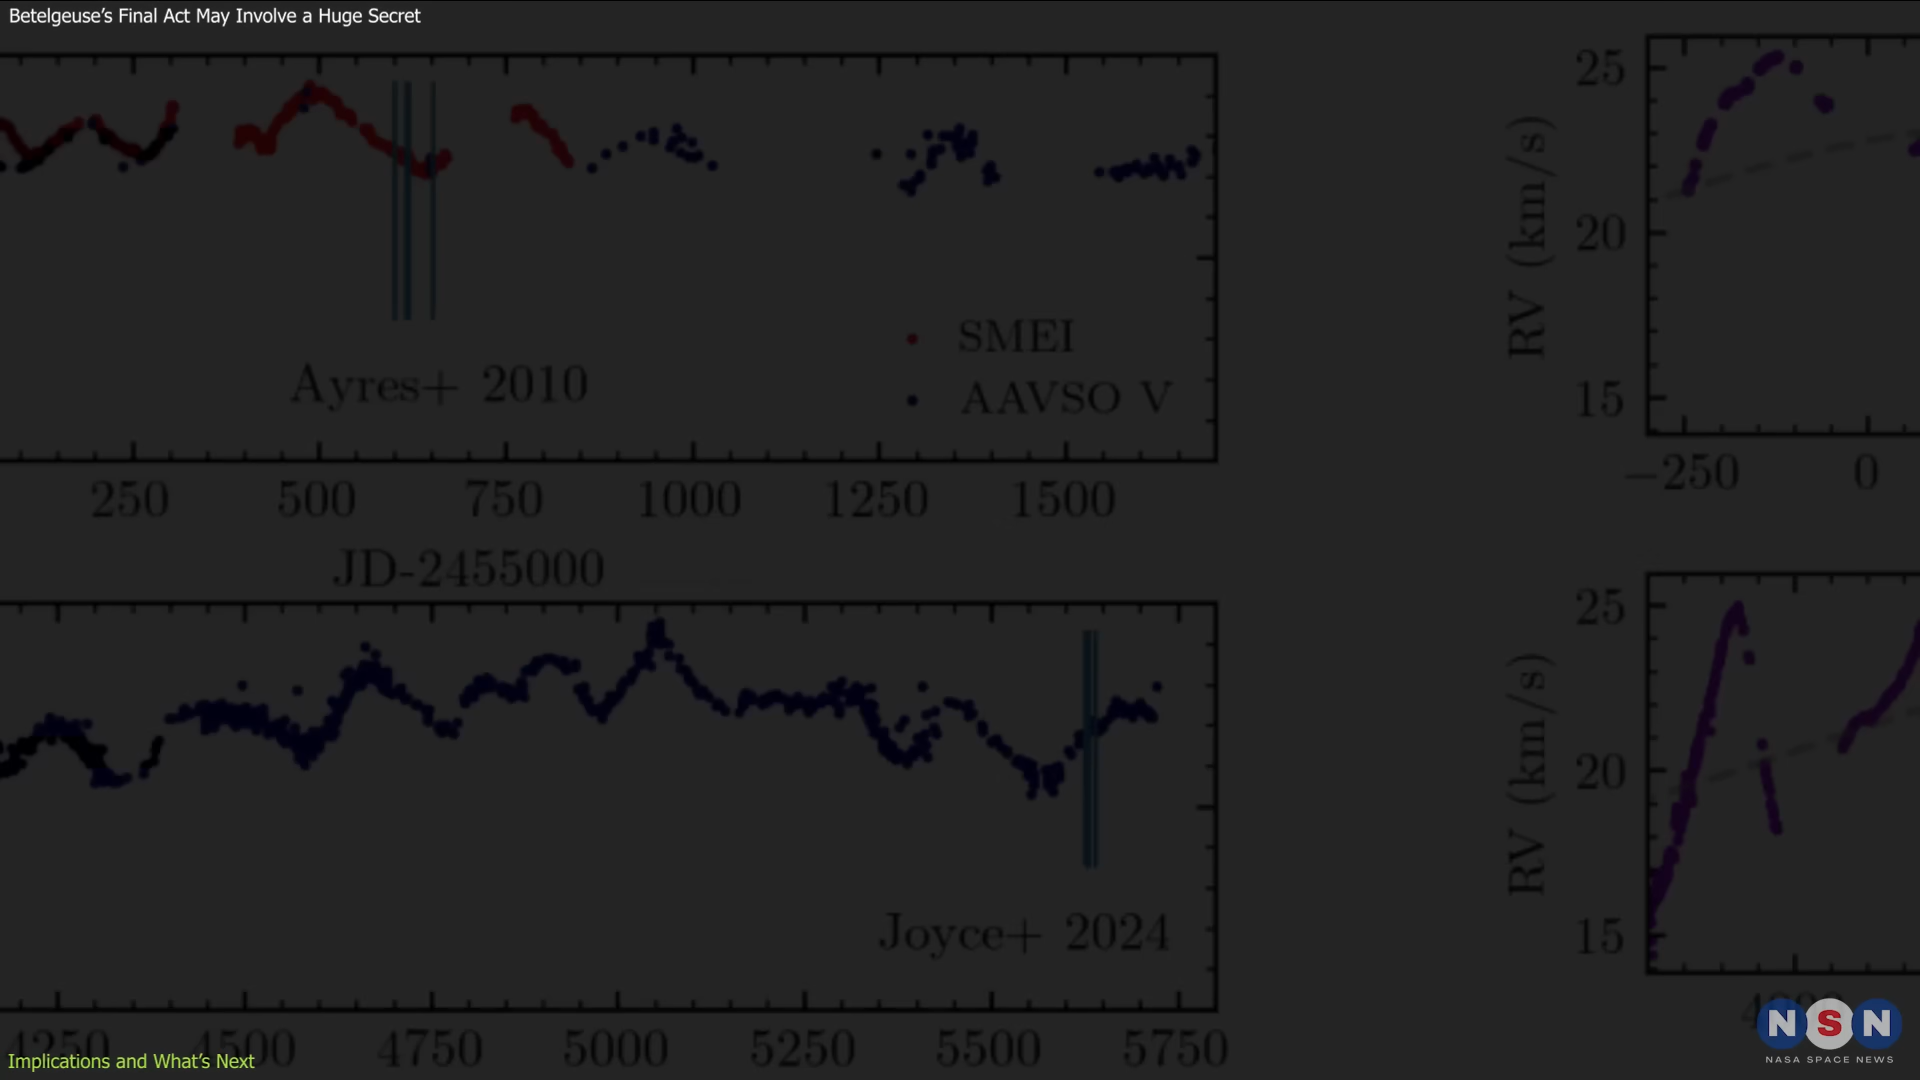 Betelgeuse’s Final Act May Involve a Huge Secret
SMEI
AAVSO V
Ayres+ 2010
250 500 750 1000 1250 1500
JD-2455000
25
20
15
RV (km/s)
−250 0
Joyce+ 2024
4250 4500 4750 5000 5250 5500 5750
25
20
15
RV (km/s)
Implications and What’s Next
NSN
NASA SPACE NEWS